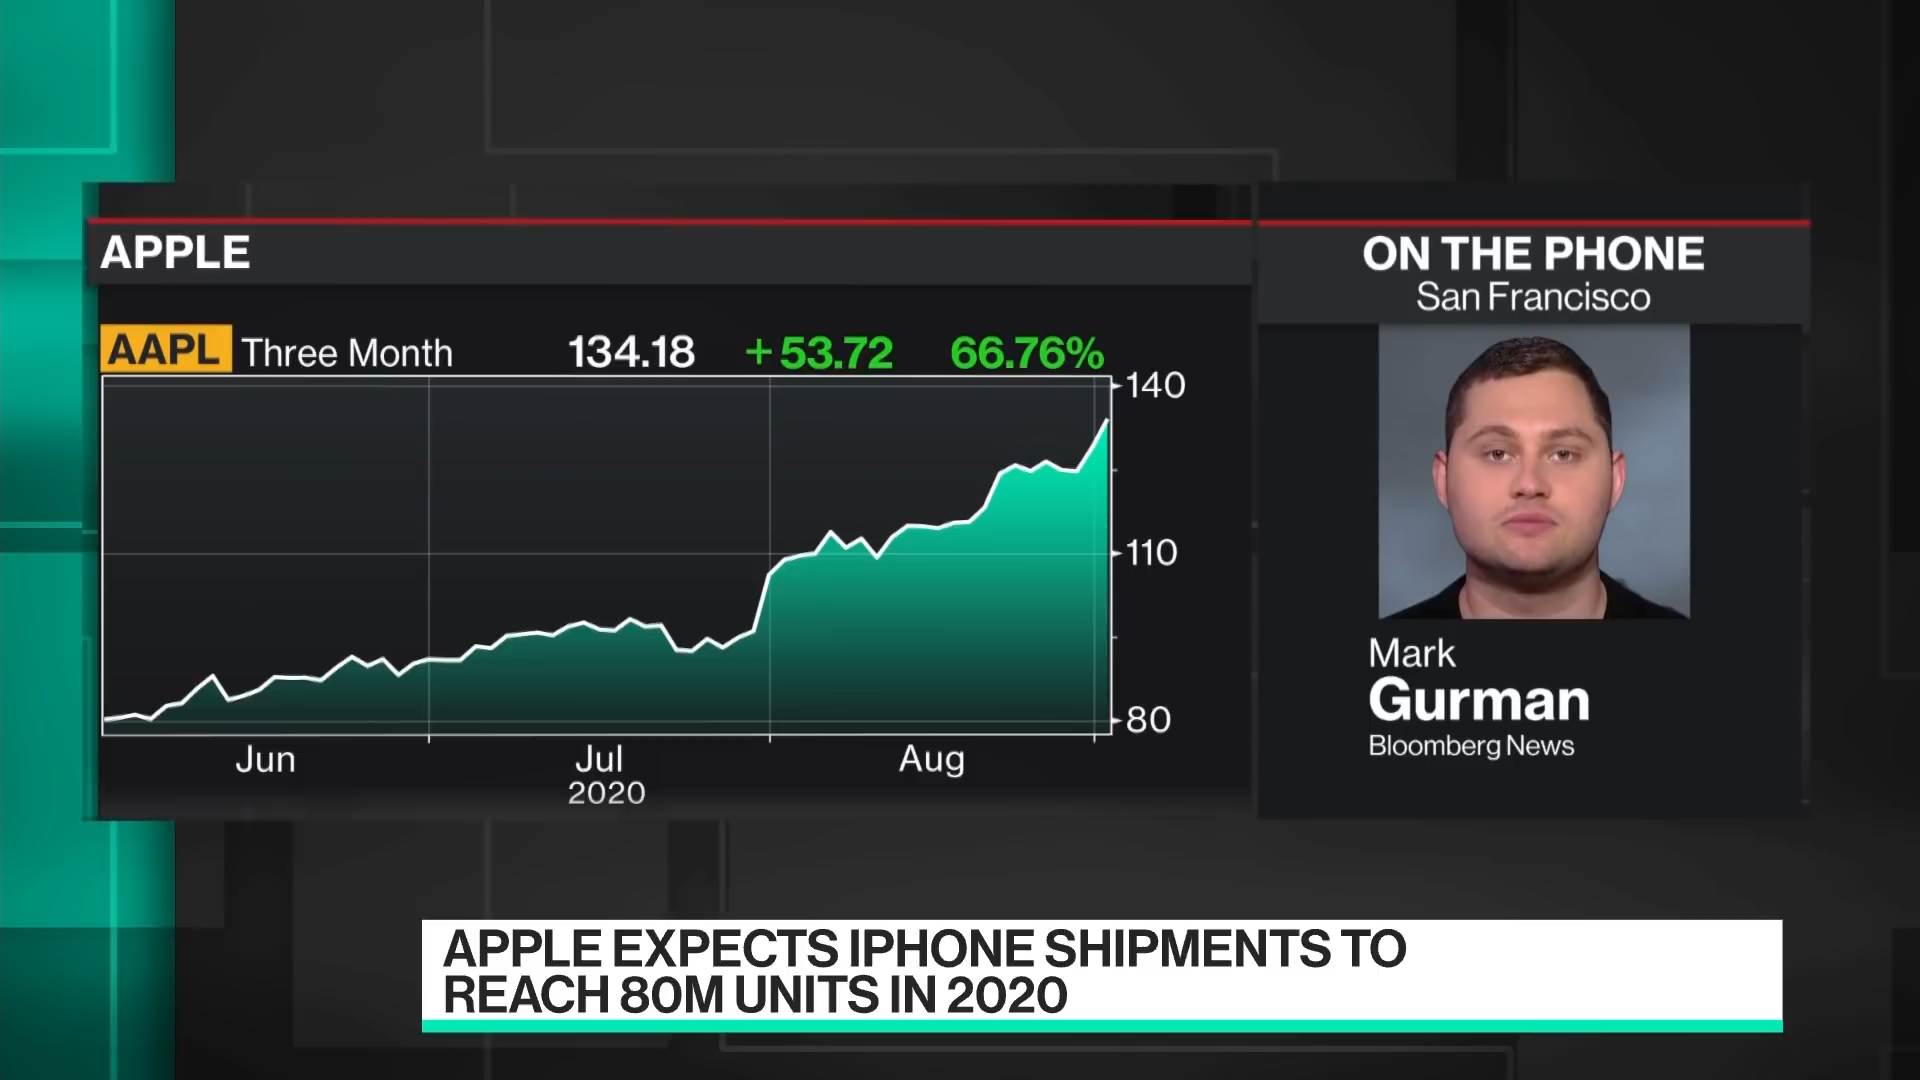 APPLE
AAPL Three Month 134.18 +53.72 66.76%
140
110
80
Jun Jul Aug
2020
ON THE PHONE
San Francisco
Mark
Gurman
Bloomberg News
APPLE EXPECTS IPHONE SHIPMENTS TO
REACH 80M UNITS IN 2020